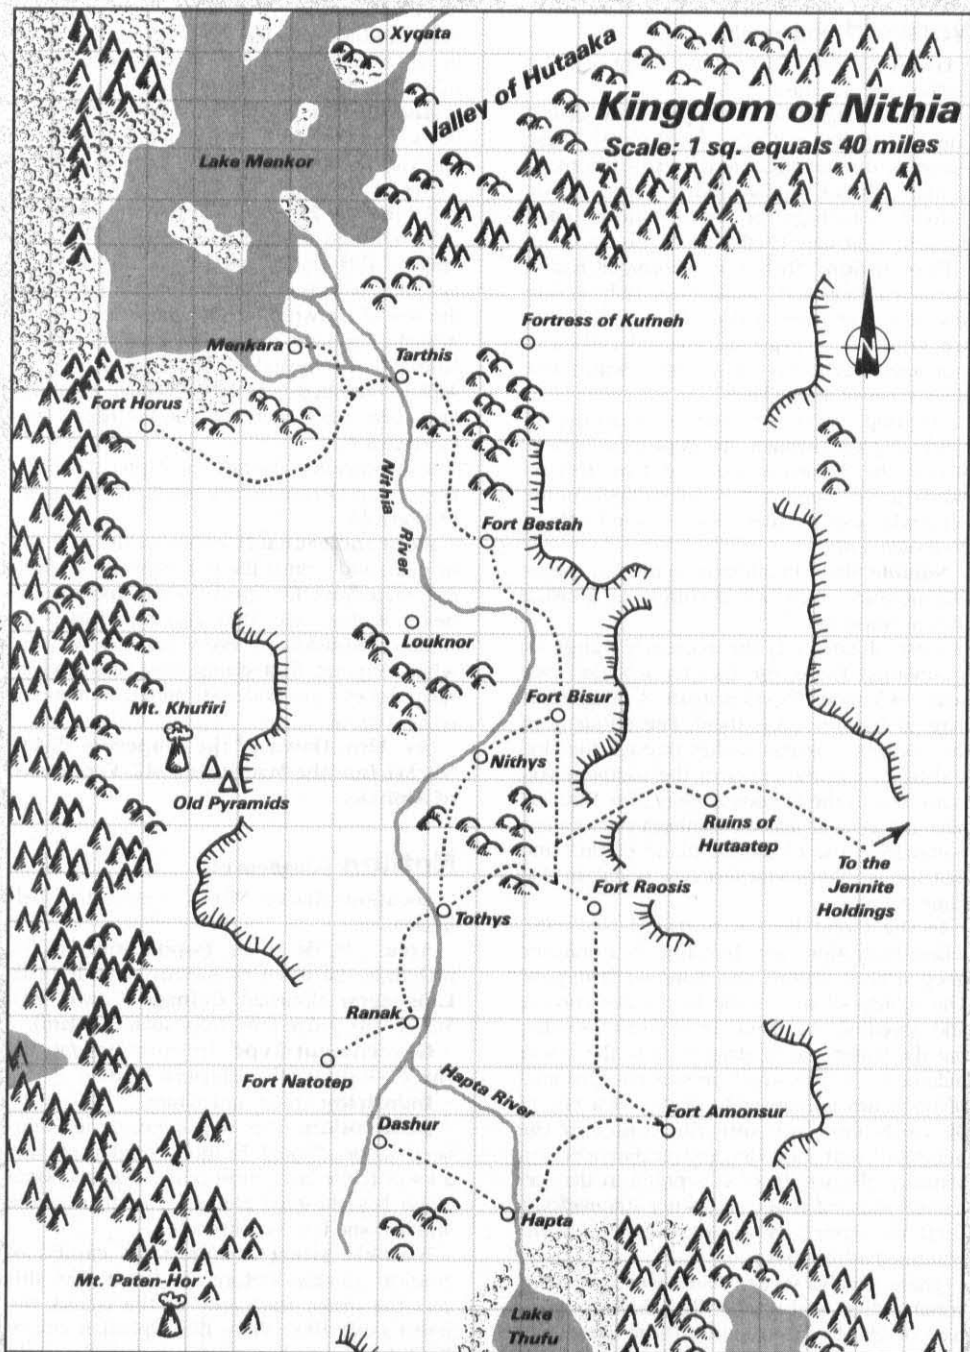 Xyqata
Valley of Hutaaka
Kingdom of Nithia
Scale: 1 sq. equals 40 miles
Lake Menkor
N
Fortress of Kufneh
Menkara
Tarthis
Fort Horus
Nithia
River
Fort Bestah
Louknor
Fort Bisur
Mt. Khufiri
Nithys
Old Pyramids
Ruins of
Hutaatep
To the
Jennite
Holdings
Fort Raosis
Tothys
Ranak
Fort Natotep
Hapta River
Fort Amonsur
Dashur
Hapta
Mt. Paten-Hor
Lake
Thufu